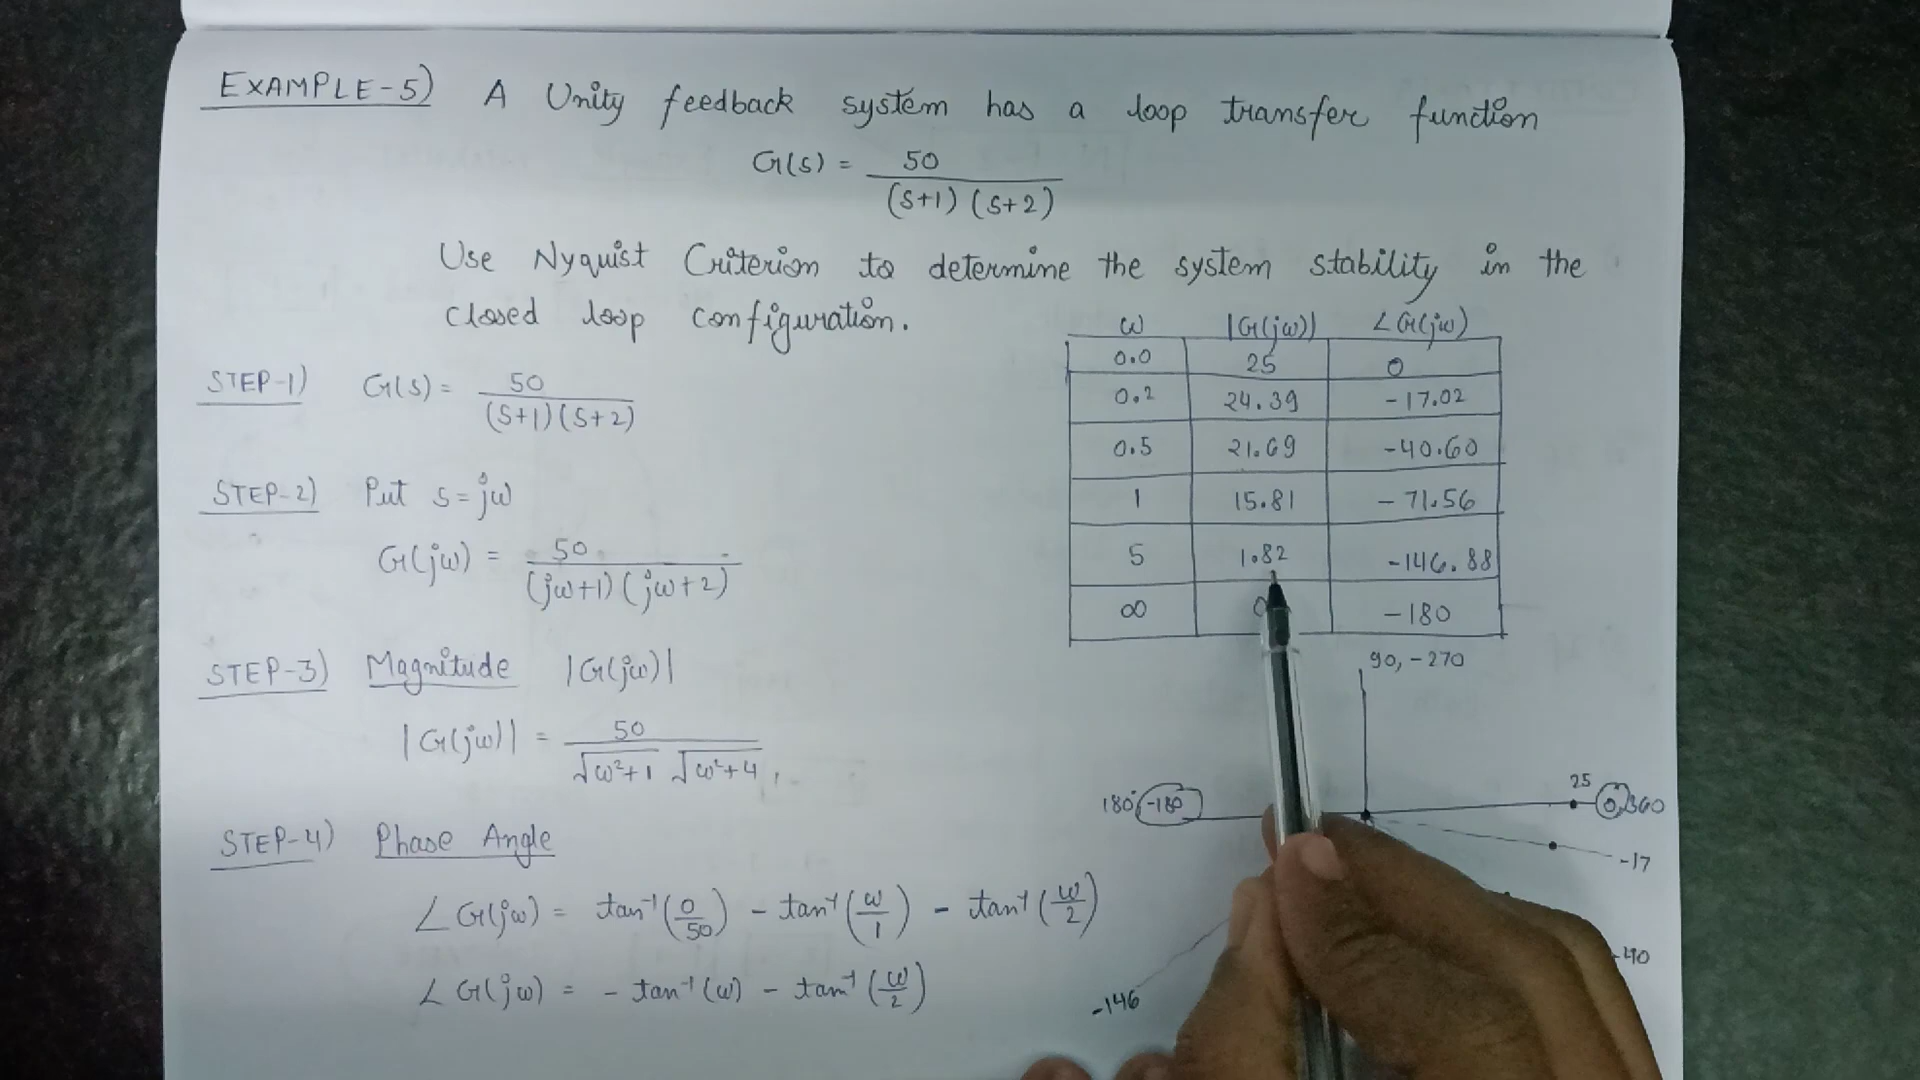 EXAMPLE-5) A Unity feedback system has a loop transfer function
G(s) = 50 / (s+1) (s+2)
Use Nyquist Criterion to determine the system stability in the
closed loop configuration.
STEP-1) G(s) = 50 / (s+1)(s+2)
STEP-2) Put s=jω
G(jω) = 50 / (jω+1) (jω+2)
STEP-3) Magnitude |G(jω)|
|G(jω)| = 50 / √ω²+1 √ω²+4
STEP-4) Phase Angle
∠G(jω) = tan⁻¹(0/50) - tan⁻¹(ω/1) - tan⁻¹(ω/2)
∠G(jω) = - tan⁻¹(ω) - tan⁻¹(ω/2)
ω |G(jω)| ∠G(jω)
0.0 25 0
0.2 24.39 -17.02
0.5 21.69 -40.60
1 15.81 -71.56
5 1.82 -146.88
∞ 0 -180
90, -270
180, -180
25
0, 360
-17
-40
-146